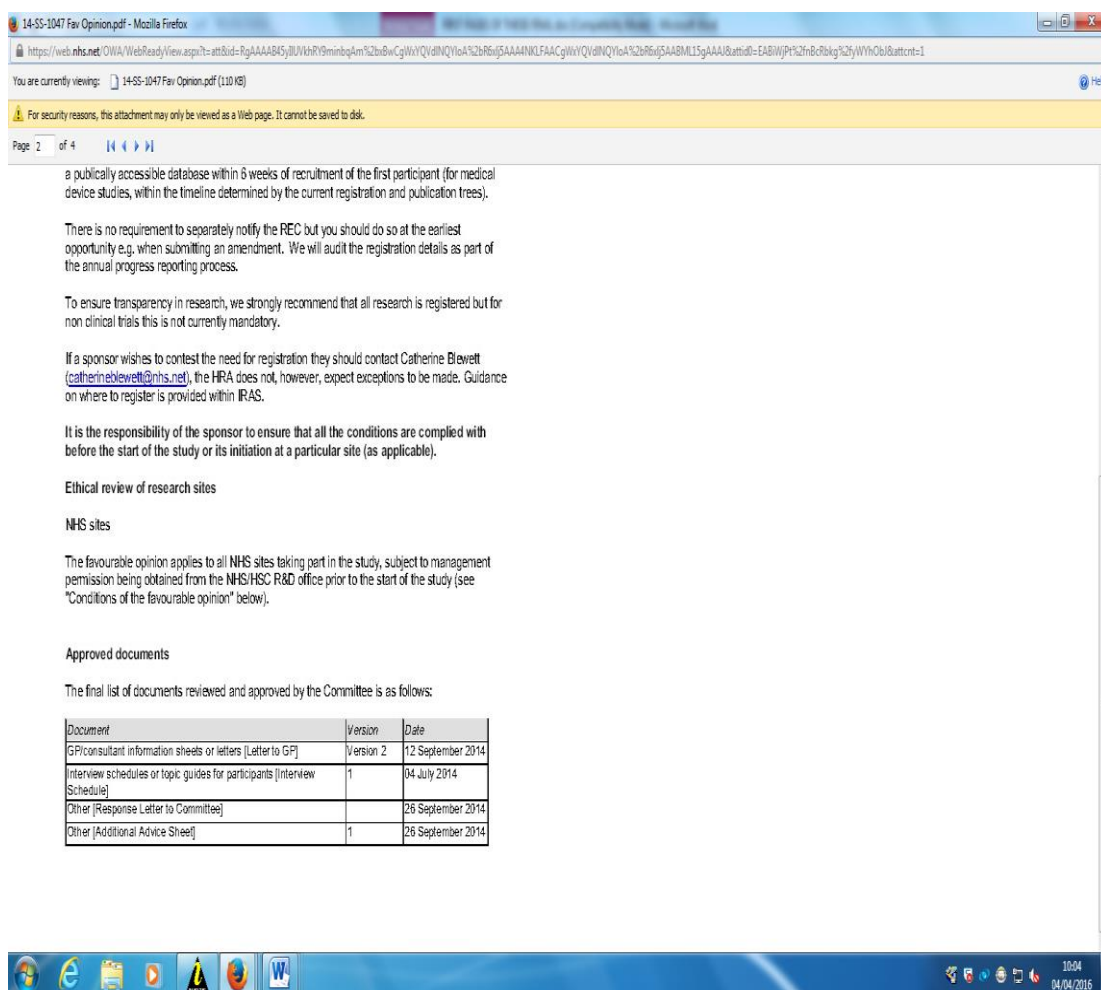 14-SS-1047 Fav Opinion.pdf - Mozilla Firefox
You are currently viewing: 14-SS-1047 Fav Opinion.pdf (110 KB)
He
For security reasons, this attachment may only be viewed as a Web page. It cannot be saved to disk.
Page 2 of 4
a publically accessible database within 6 weeks of recruitment of the first participant (for medical
device studies, within the timeline determined by the current registration and publication trees).
There is no requirement to separately notify the REC but you should do so at the earliest
opportunity e.g. when submitting an amendment. We will audit the registration details as part of
the annual progress reporting process.
To ensure transparency in research, we strongly recommend that all research is registered but for
non clinical trials this is not currently mandatory.
If a sponsor wishes to contest the need for registration they should contact Catherine Blewett
(catherineblewett@nhs.net), the HRA does not, however, expect exceptions to be made. Guidance
on where to register is provided within IRAS.
It is the responsibility of the sponsor to ensure that all the conditions are complied with
before the start of the study or its initiation at a particular site (as applicable).
Ethical review of research sites
NHS sites
The favourable opinion applies to all NHS sites taking part in the study, subject to management
permission being obtained from the NHS/HSC R&D office prior to the start of the study (see
"Conditions of the favourable opinion" below).
Approved documents
The final list of documents reviewed and approved by the Committee is as follows:
Document Version Date
GP/consultant information sheets or letters [Letter to GP] Version 2 12 September 2014
Interview schedules or topic guides for participants [Interview 1 04 July 2014
Schedule]
Other [Response Letter to Committee] 26 September 2014
Other [Additional Advice Sheet] 1 26 September 2014
10:04
04/04/2016